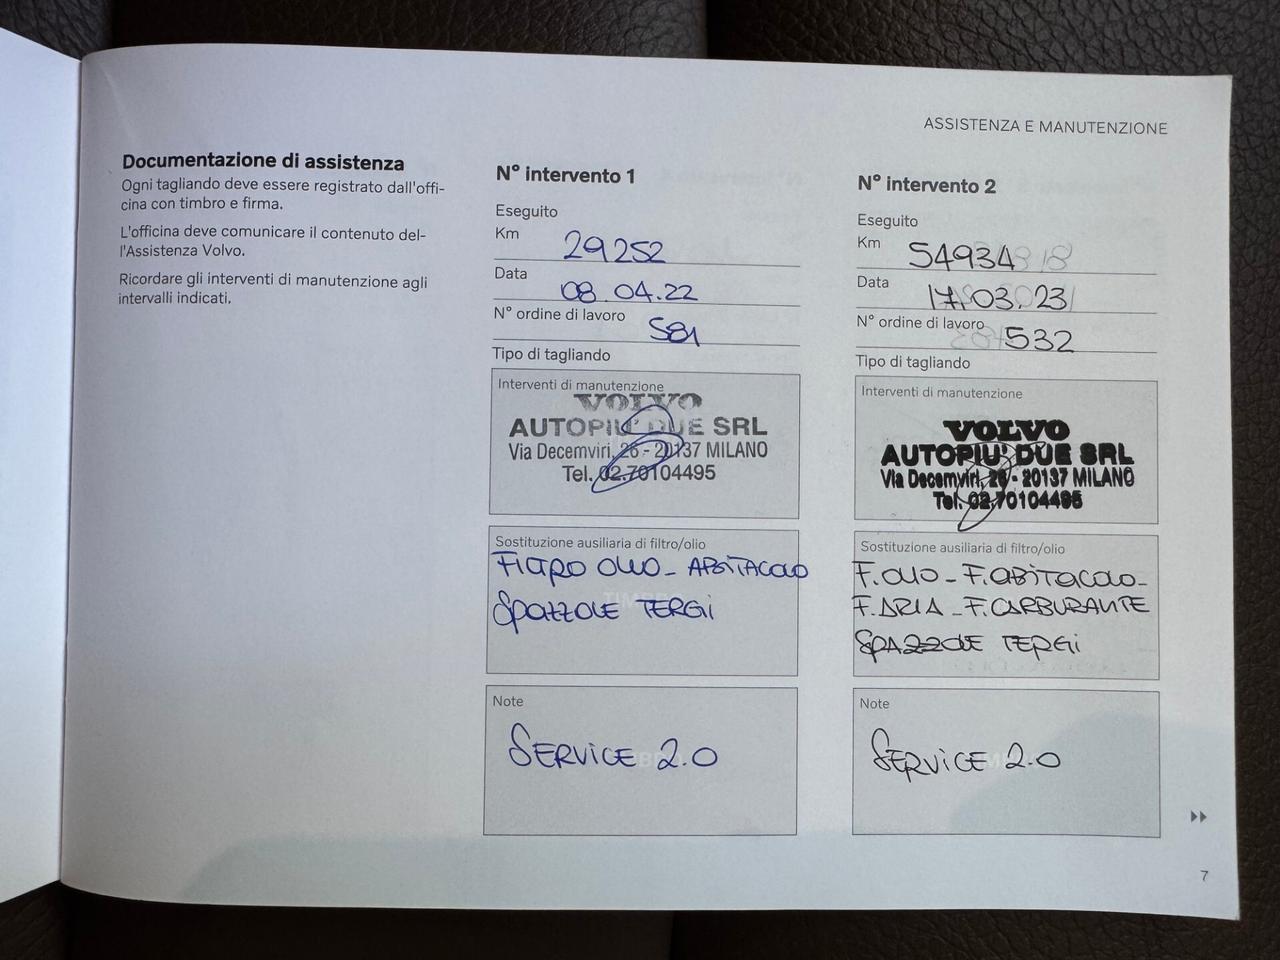 ASSISTENZA E MANUTENZIONE
Documentazione di assistenza
Ogni tagliando deve essere registrato dall'offi-
cina con timbro e firma.
L'officina deve comunicare il contenuto del-
l'Assistenza Volvo.
Ricordare gli interventi di manutenzione agli
intervalli indicati.
N° intervento 1
Eseguito
Km 29252
Data 08.04.22
N° ordine di lavoro 581
Tipo di tagliando
Interventi di manutenzione
VOLVO
AUTOPIU' DUE SRL
Via Decemviri, 26 - 20137 MILANO
Tel. 02.70104495
Sostituzione ausiliaria di filtro/olio
FILTRO OLIO - ABITACOLO
SPAZZOLE TERGI
Note
SERVICE 2.0
N° intervento 2
Eseguito
Km 54934
Data 17.03.23
N° ordine di lavoro 532
Tipo di tagliando
Interventi di manutenzione
VOLVO
AUTOPIU' DUE SRL
Via Decemviri, 26 - 20137 MILANO
Tel. 02.70104495
Sostituzione ausiliaria di filtro/olio
F.OLIO - F.ABITACOLO -
F.ARIA - F.CARBURANTE
SPAZZOLE TERGI
Note
SERVICE 2.0
7